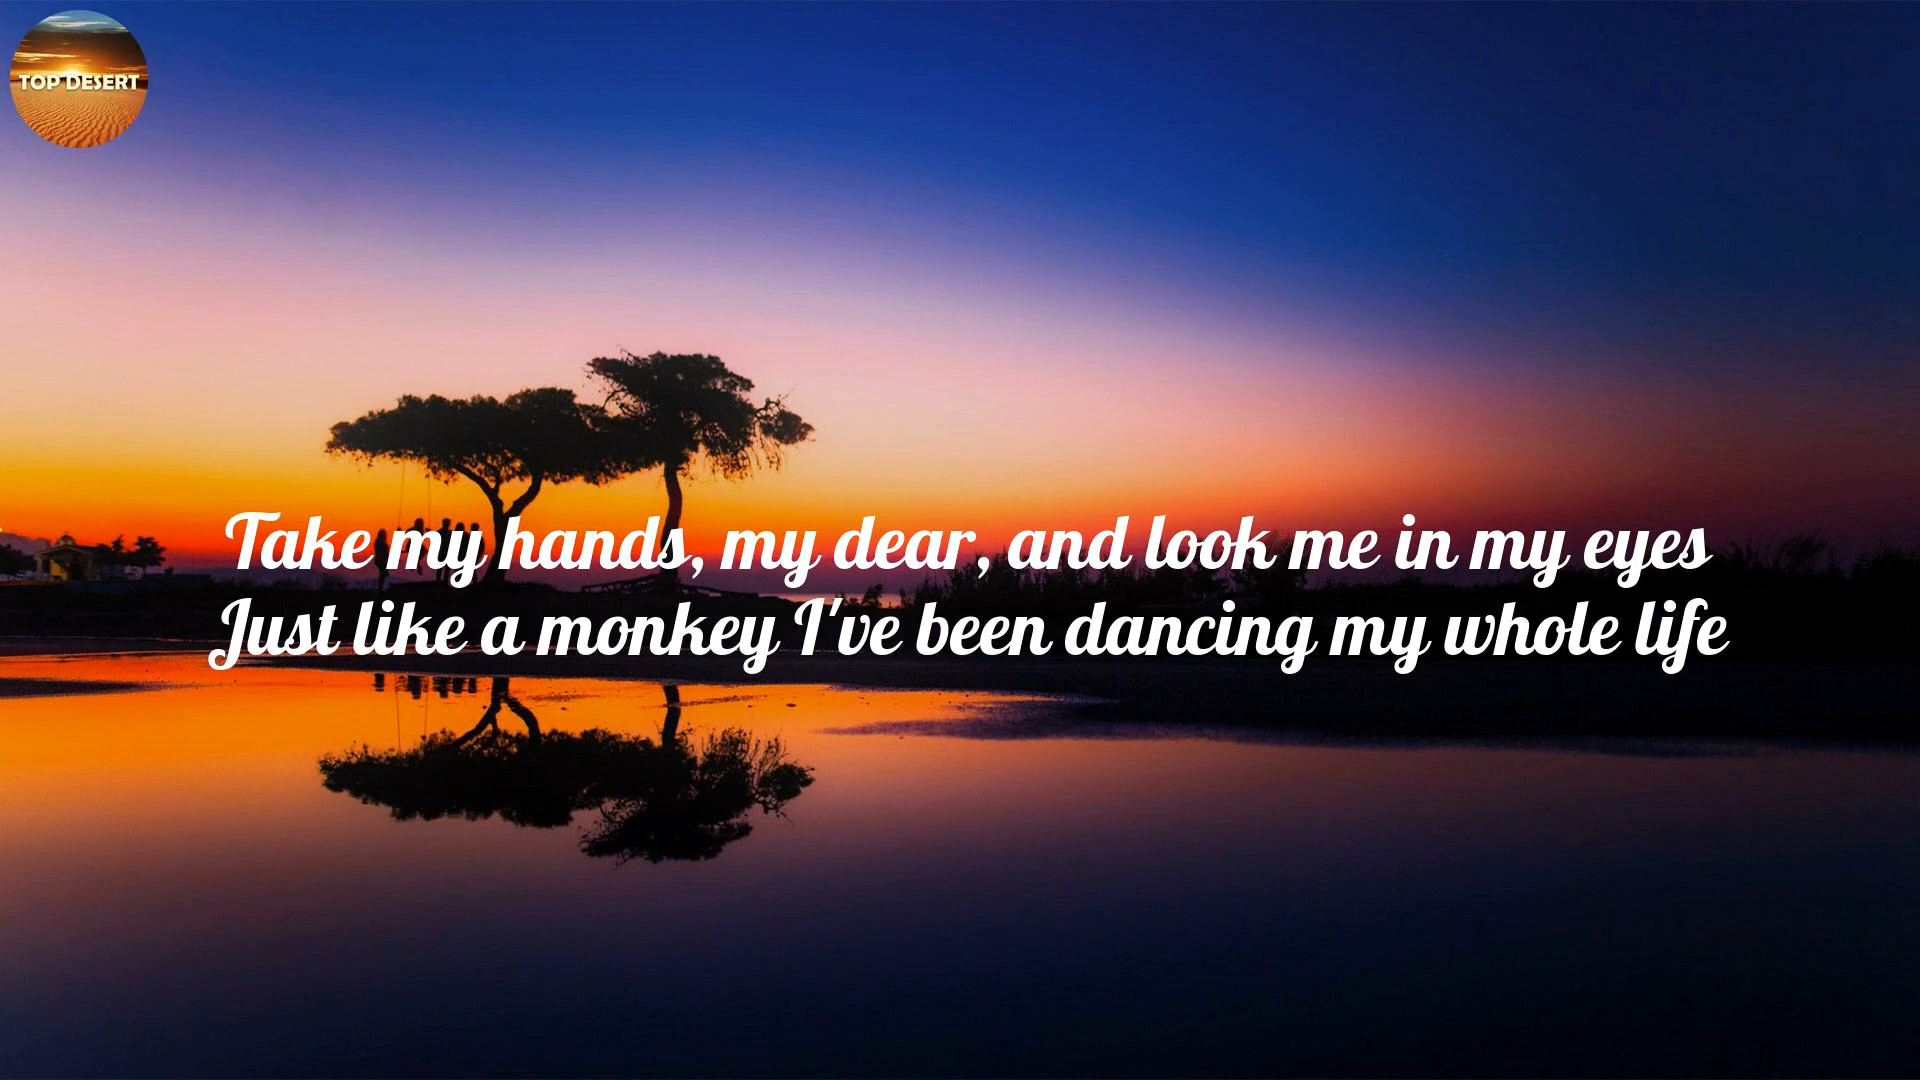 TOP DESERT
Take my hands, my dear, and look me in my eyes
Just like a monkey I've been dancing my whole life